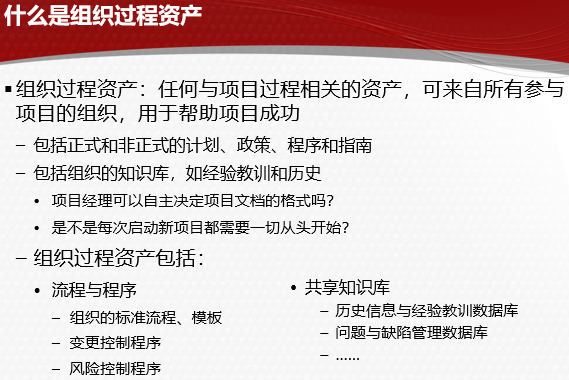 什么是组织过程资产
▪组织过程资产：任何与项目过程相关的资产，可来自所有参与
项目的组织，用于帮助项目成功
– 包括正式和非正式的计划、政策、程序和指南
– 包括组织的知识库，如经验教训和历史
• 项目经理可以自主决定项目文档的格式吗？
• 是不是每次启动新项目都需要一切从头开始？
– 组织过程资产包括：
• 流程与程序
– 组织的标准流程、模板
– 变更控制程序
– 风险控制程序
• 共享知识库
– 历史信息与经验教训数据库
– 问题与缺陷管理数据库
– ......